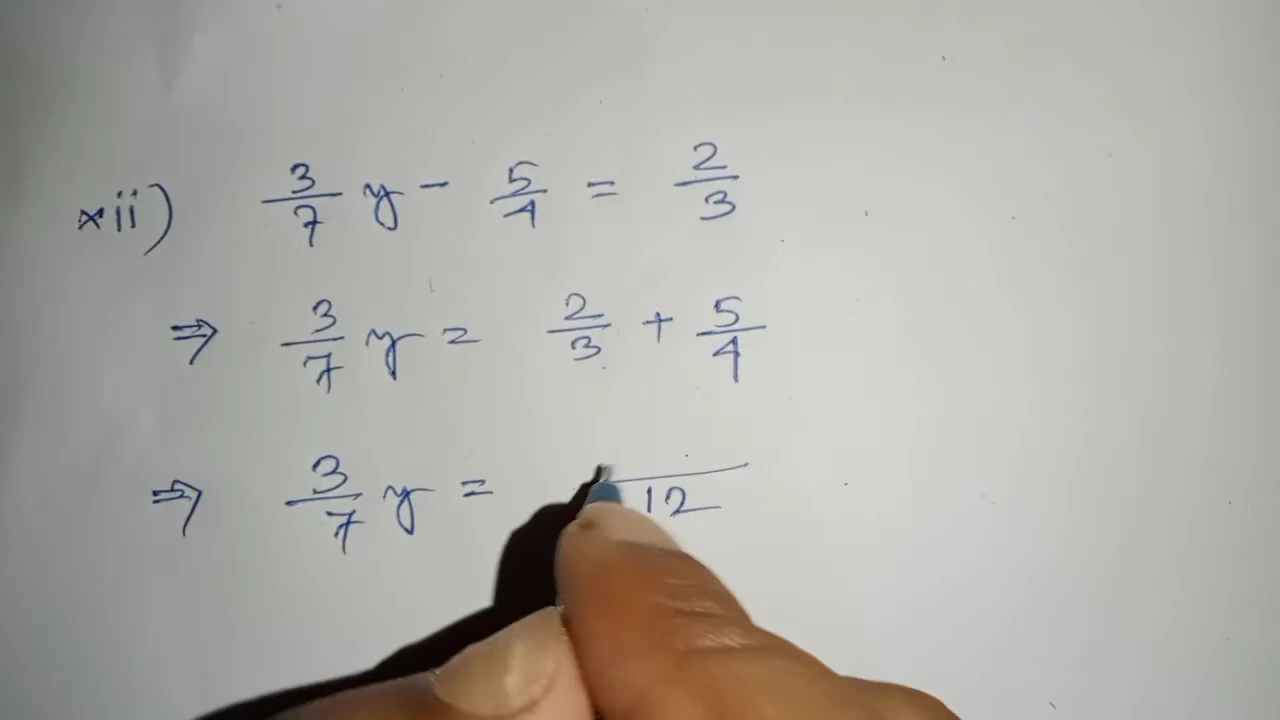 xii) 3/7 y - 5/4 = 2/3
⇒ 3/7 y = 2/3 + 5/4
⇒ 3/7 y = /12